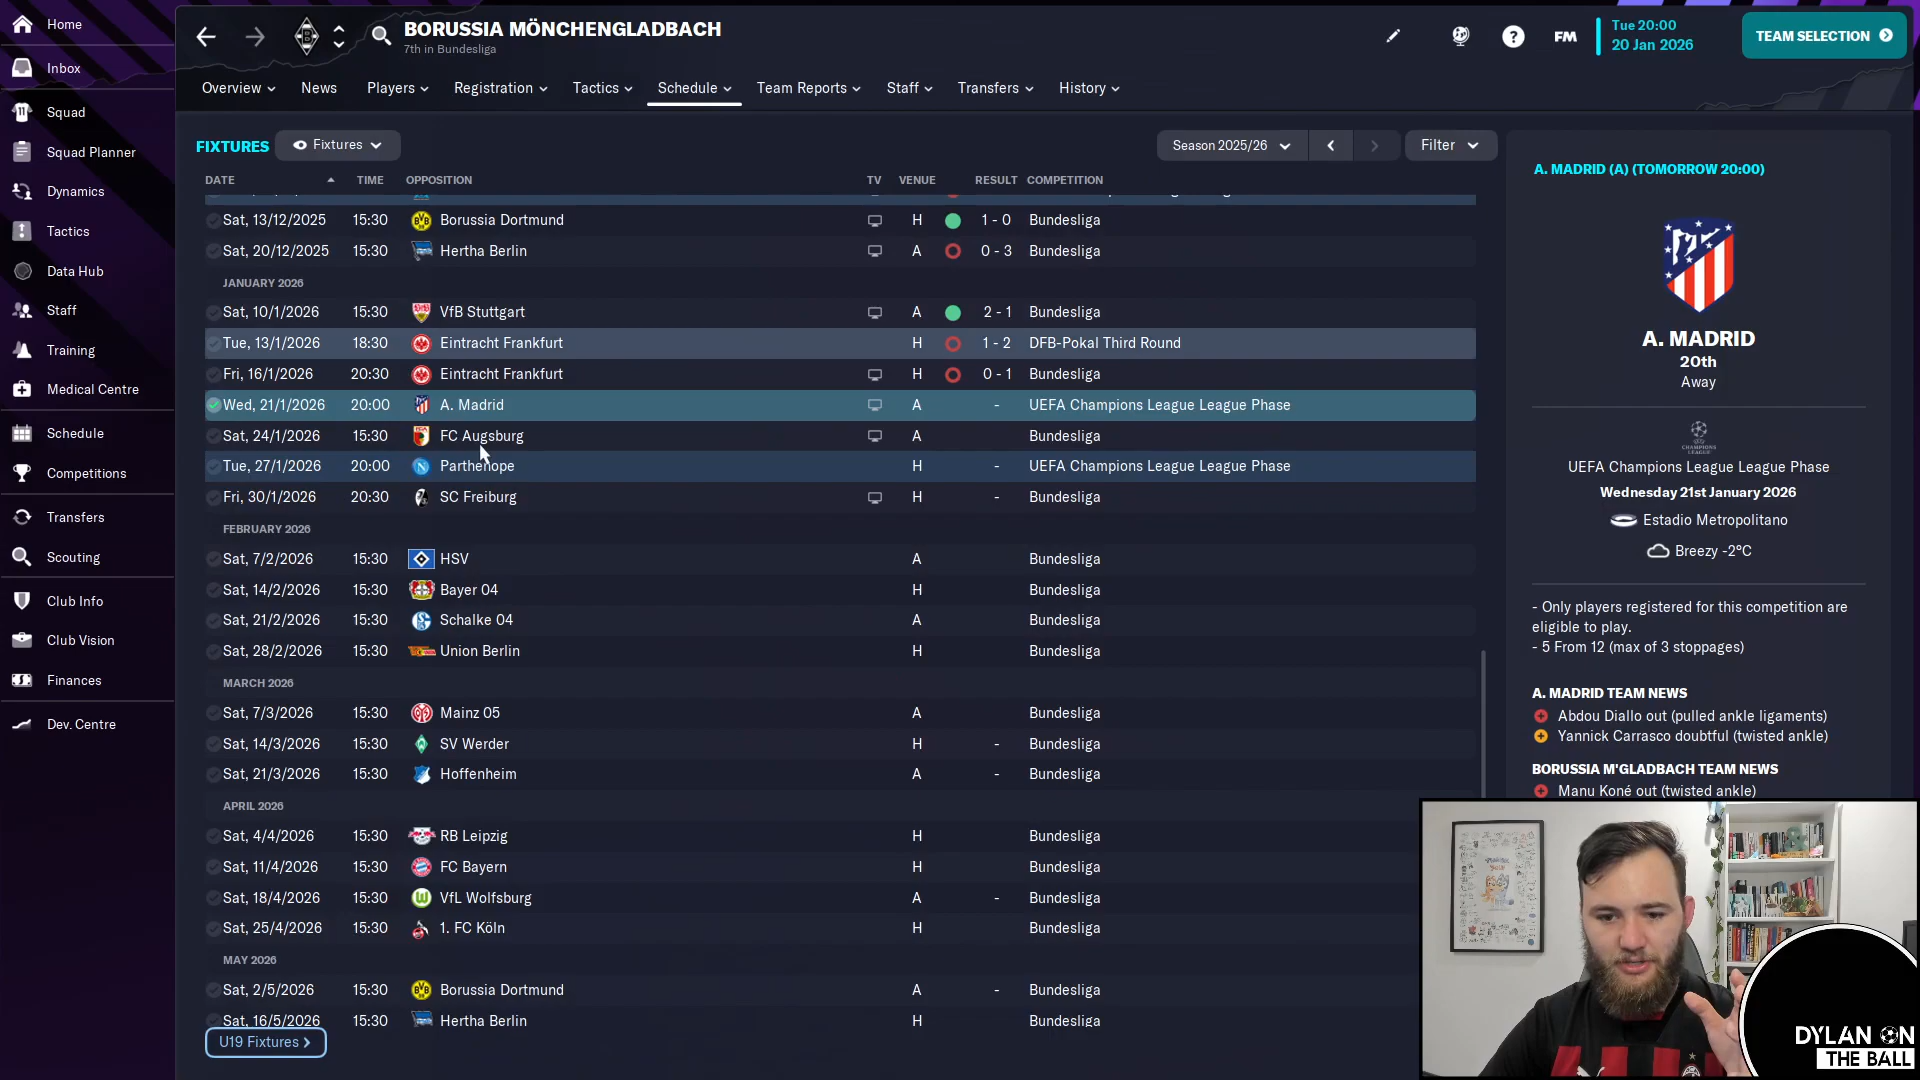 Home
Inbox
Squad
Squad Planner
Dynamics
Tactics
Data Hub
Staff
Training
Medical Centre
Schedule
Competitions
Transfers
Scouting
Club Info
Club Vision
Finances
Dev. Centre
BORUSSIA MÖNCHENGLADBACH
7th in Bundesliga
FM
Tue 20:00
20 Jan 2026
TEAM SELECTION
Overview News Players Registration Tactics Schedule Team Reports Staff Transfers History
FIXTURES Fixtures Season 2025/26 Filter
DATE TIME OPPOSITION TV VENUE RESULT COMPETITION
Sat, 13/12/2025 15:30 Borussia Dortmund H 1 - 0 Bundesliga
Sat, 20/12/2025 15:30 Hertha Berlin A 0 - 3 Bundesliga
JANUARY 2026
Sat, 10/1/2026 15:30 VfB Stuttgart A 2 - 1 Bundesliga
Tue, 13/1/2026 18:30 Eintracht Frankfurt H 1 - 2 DFB-Pokal Third Round
Fri, 16/1/2026 20:30 Eintracht Frankfurt H 0 - 1 Bundesliga
Wed, 21/1/2026 20:00 A. Madrid A - UEFA Champions League League Phase
Sat, 24/1/2026 15:30 FC Augsburg A Bundesliga
Tue, 27/1/2026 20:00 Parthenope H - UEFA Champions League League Phase
Fri, 30/1/2026 20:30 SC Freiburg H - Bundesliga
FEBRUARY 2026
Sat, 7/2/2026 15:30 HSV A Bundesliga
Sat, 14/2/2026 15:30 Bayer 04 H Bundesliga
Sat, 21/2/2026 15:30 Schalke 04 A Bundesliga
Sat, 28/2/2026 15:30 Union Berlin H Bundesliga
MARCH 2026
Sat, 7/3/2026 15:30 Mainz 05 A Bundesliga
Sat, 14/3/2026 15:30 SV Werder H - Bundesliga
Sat, 21/3/2026 15:30 Hoffenheim A - Bundesliga
APRIL 2026
Sat, 4/4/2026 15:30 RB Leipzig H Bundesliga
Sat, 11/4/2026 15:30 FC Bayern H Bundesliga
Sat, 18/4/2026 15:30 VfL Wolfsburg A - Bundesliga
Sat, 25/4/2026 15:30 1. FC Köln H Bundesliga
MAY 2026
Sat, 2/5/2026 15:30 Borussia Dortmund A - Bundesliga
Sat, 16/5/2026 15:30 Hertha Berlin H Bundesliga
U19 Fixtures
A. MADRID (A) (TOMORROW 20:00)
A. MADRID
20th
Away
CHAMPIONS LEAGUE
UEFA Champions League League Phase
Wednesday 21st January 2026
Estadio Metropolitano
Breezy -2°C
- Only players registered for this competition are
eligible to play.
- 5 From 12 (max of 3 stoppages)
A. MADRID TEAM NEWS
Abdou Diallo out (pulled ankle ligaments)
Yannick Carrasco doubtful (twisted ankle)
BORUSSIA M'GLADBACH TEAM NEWS
Manu Koné out (twisted ankle)
DYLAN ON
THE BALL